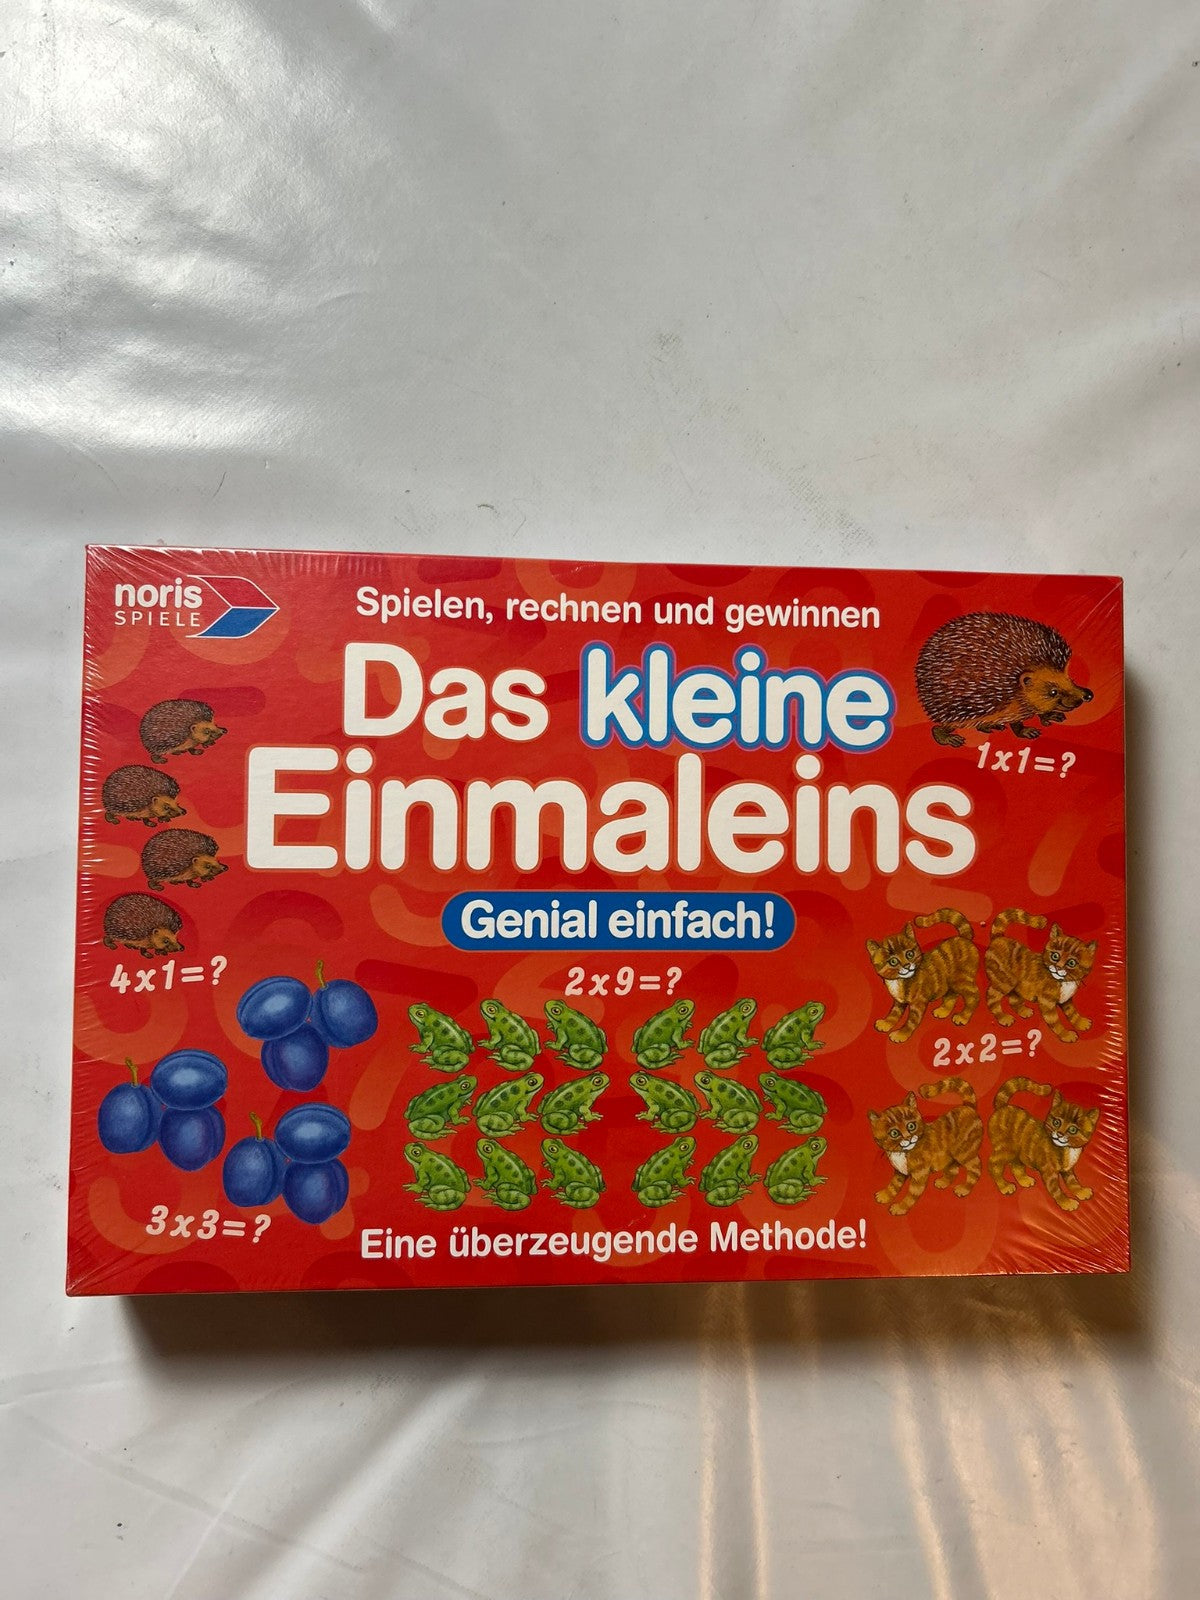 noris
SPIELE
Spielen, rechnen und gewinnen
Das kleine
Einmaleins
Genial einfach!
1x1=?
4x1=?
2x9=?
2x2=?
3x3=?
Eine überzeugende Methode!